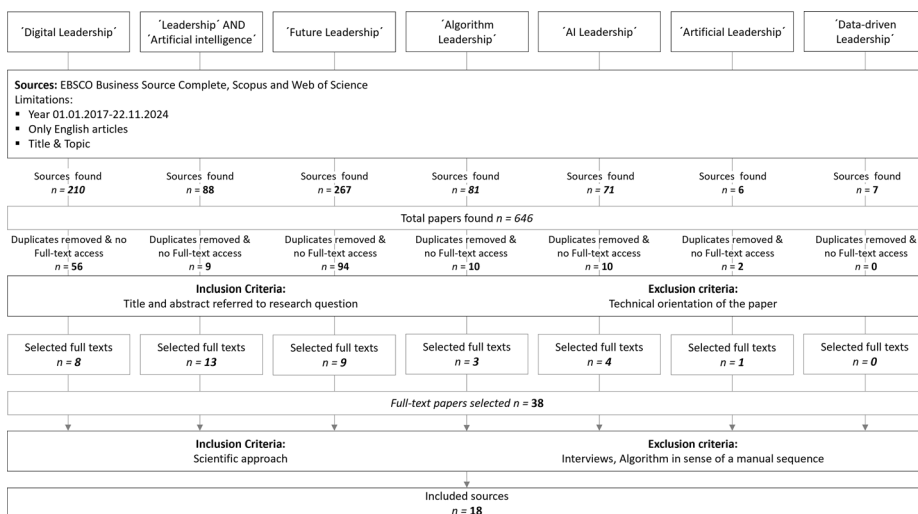 ´Digital Leadership´
´Leadership´ AND
´Artificial intelligence´
´Future Leadership´
´Algorithm
Leadership´
´AI Leadership´
´Artificial Leadership´
´Data-driven
Leadership´
Sources: EBSCO Business Source Complete, Scopus and Web of Science
Limitations:
▪ Year 01.01.2017-22.11.2024
▪ Only English articles
▪ Title & Topic
Sources found
n = 210
Sources found
n = 88
Sources found
n = 267
Sources found
n = 81
Sources found
n = 71
Sources found
n = 6
Sources found
n = 7
Total papers found n = 646
Duplicates removed & no
Full-text access
n = 56
Duplicates removed &
no Full-text access
n = 9
Duplicates removed &
no Full-text access
n = 94
Duplicates removed &
no Full-text access
n = 10
Duplicates removed &
no Full-text access
n = 10
Duplicates removed &
no Full-text access
n = 2
Duplicates removed &
no Full-text access
n = 0
Inclusion Criteria:
Title and abstract referred to research question
Exclusion criteria:
Technical orientation of the paper
Selected full texts
n = 8
Selected full texts
n = 13
Selected full texts
n = 9
Selected full texts
n = 3
Selected full texts
n = 4
Selected full texts
n = 1
Selected full texts
n = 0
Full-text papers selected n = 38
Inclusion Criteria:
Scientific approach
Exclusion criteria:
Interviews, Algorithm in sense of a manual sequence
Included sources
n = 18